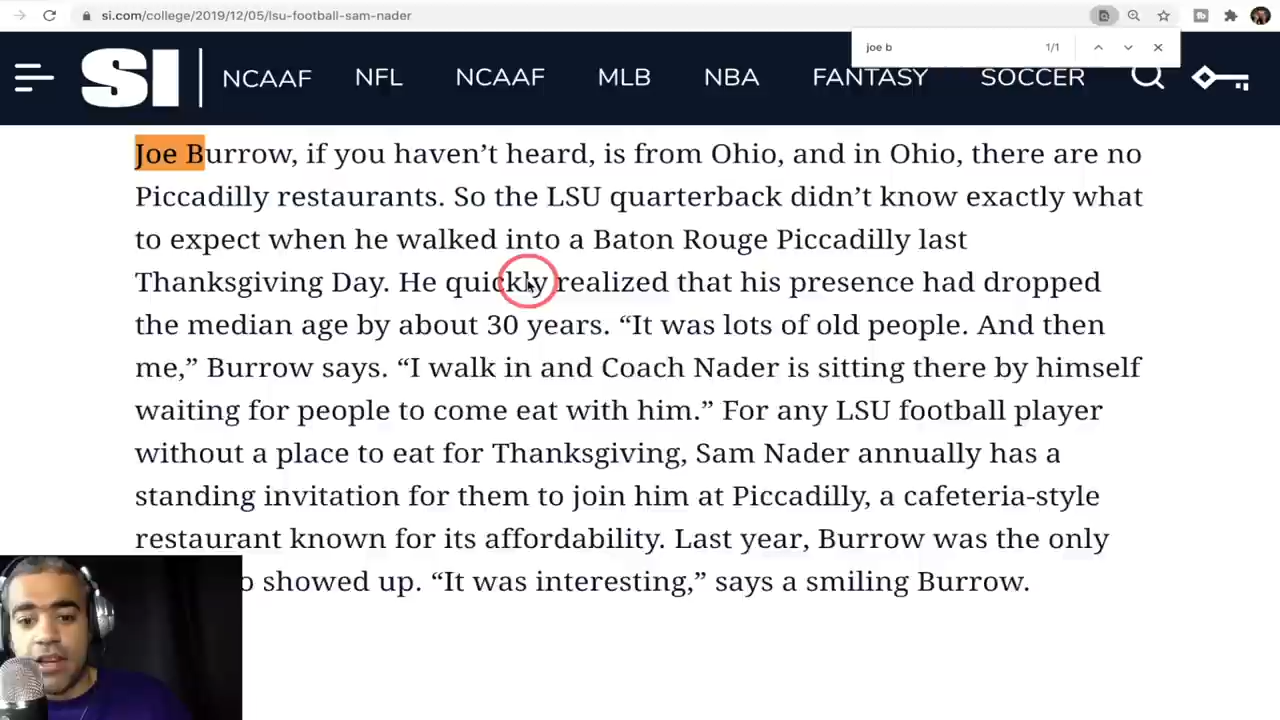 si.com/college/2019/12/05/lsu-football-sam-nader
joe b 1/1
SI NCAAF NFL NCAAF MLB NBA FANTASY SOCCER
Joe Burrow, if you haven’t heard, is from Ohio, and in Ohio, there are no
Piccadilly restaurants. So the LSU quarterback didn’t know exactly what
to expect when he walked into a Baton Rouge Piccadilly last
Thanksgiving Day. He quickly realized that his presence had dropped
the median age by about 30 years. “It was lots of old people. And then
me,” Burrow says. “I walk in and Coach Nader is sitting there by himself
waiting for people to come eat with him.” For any LSU football player
without a place to eat for Thanksgiving, Sam Nader annually has a
standing invitation for them to join him at Piccadilly, a cafeteria-style
restaurant known for its affordability. Last year, Burrow was the only
showed up. “It was interesting,” says a smiling Burrow.